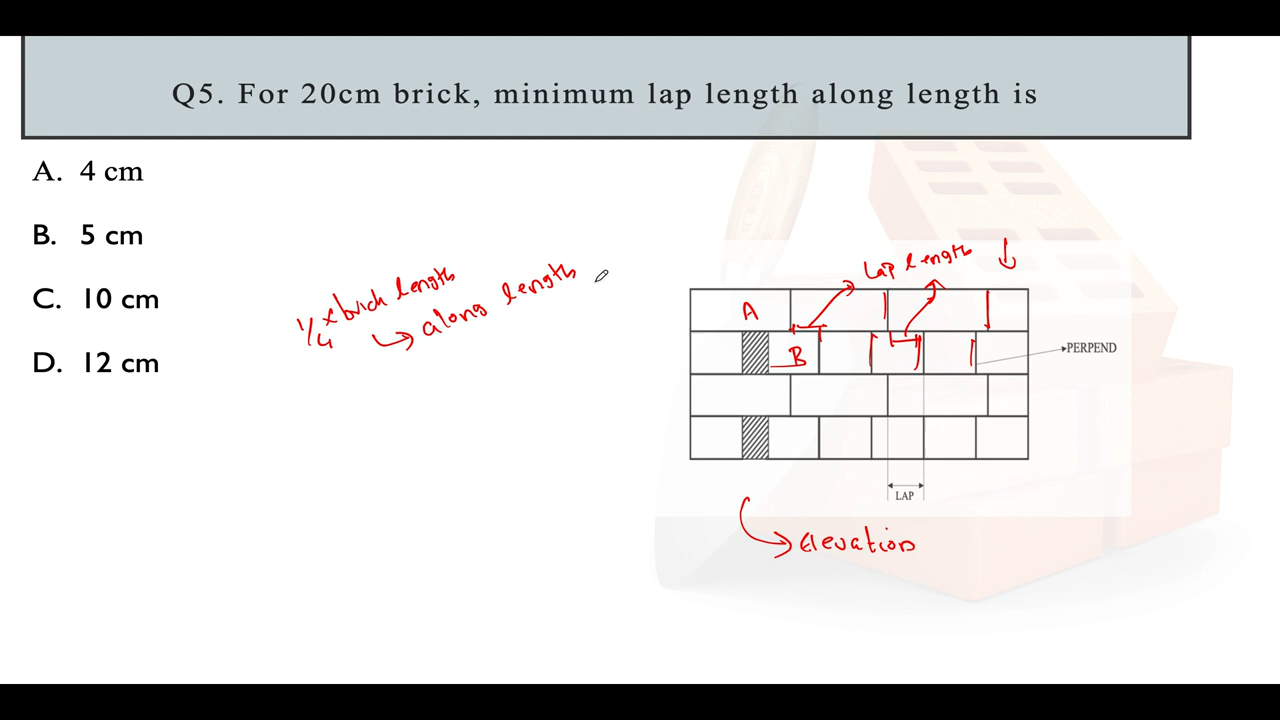 Q5. For 20cm brick, minimum lap length along length is
A. 4 cm
B. 5 cm
C. 10 cm
D. 12 cm
1/4 x brick length
↳ along length
Lap length
A
B
PERPEND
LAP
Elevation